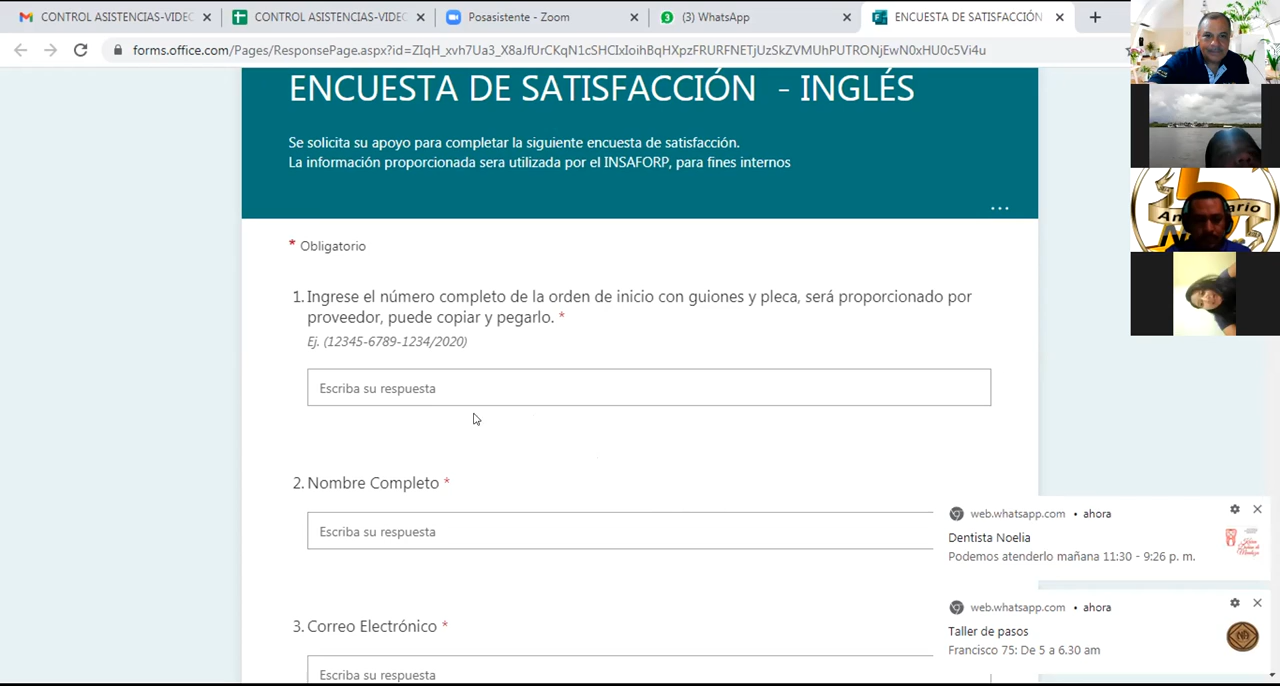 CONTROL ASISTENCIAS-VIDEC
CONTROL ASISTENCIAS-VIDEC
Posasistente - Zoom
(3) WhatsApp
ENCUESTA DE SATISFACCIÓN
forms.office.com/Pages/ResponsePage.aspx?id=ZIqH_xvh7Ua3_X8aJfUrCKqN1cSHCIxIoihBqHXpzFRURFNETjUzSkZVMUhPUTRONjEwN0xHU0c5Vi4u
ENCUESTA DE SATISFACCIÓN - INGLÉS
Se solicita su apoyo para completar la siguiente encuesta de satisfacción.
La información proporcionada sera utilizada por el INSAFORP, para fines internos
...
* Obligatorio
1. Ingrese el número completo de la orden de inicio con guiones y pleca, será proporcionado por
proveedor, puede copiar y pegarlo. *
Ej. (12345-6789-1234/2020)
Escriba su respuesta
2. Nombre Completo *
Escriba su respuesta
3. Correo Electrónico *
Escriba su respuesta
web.whatsapp.com • ahora
Dentista Noelia
Podemos atenderlo mañana 11:30 - 9:26 p. m.
web.whatsapp.com • ahora
Taller de pasos
Francisco 75: De 5 a 6.30 am